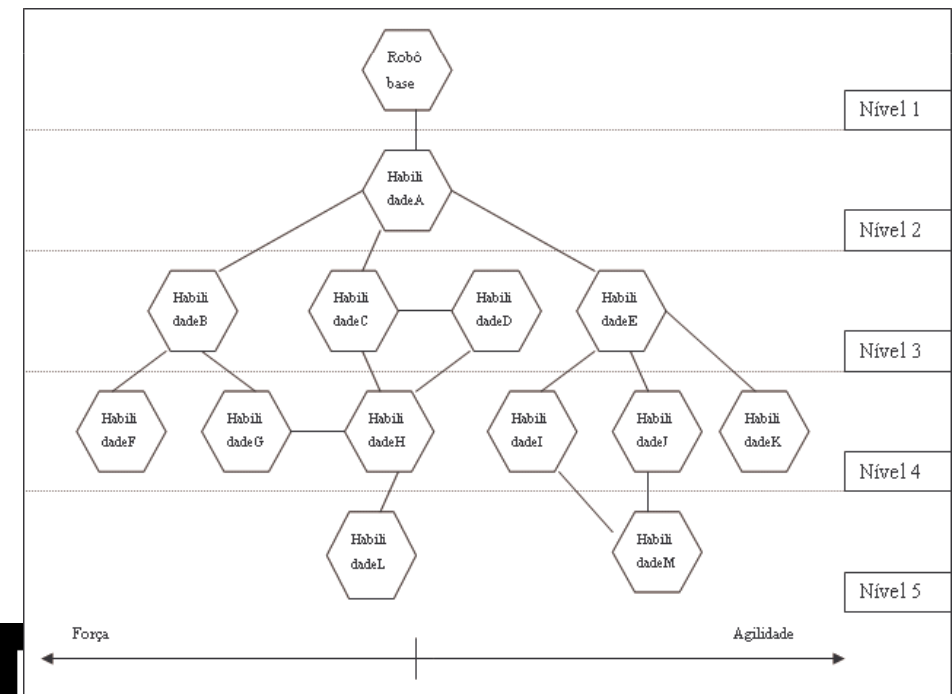 Robô
base
Nível 1
Habili
dadeA
Nível 2
Habili
dadeB
Habili
dadeC
Habili
dadeD
Habili
dadeE
Nível 3
Habili
dadeF
Habili
dadeG
Habili
dadeH
Habili
dadeI
Habili
dadeJ
Habili
dadeK
Nível 4
Habili
dadeL
Habili
dadeM
Nível 5
Força
Agilidade